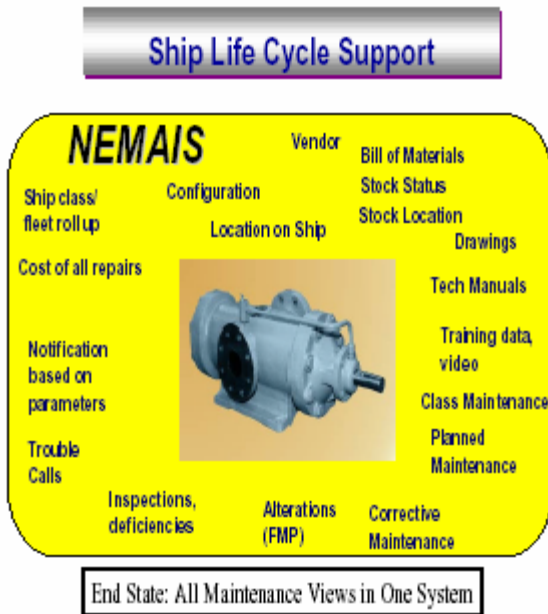 Ship Life Cycle Support
NEMAIS
Vendor
Bill of Materials
Stock Status
Stock Location
Ship class/
fleet roll up
Configuration
Location on Ship
Drawings
Cost of all repairs
Tech Manuals
Training data,
video
Notification
based on
parameters
Class Maintenance
Planned
Maintenance
Trouble
Calls
Inspections,
deficiencies
Alterations
(FMP)
Corrective
Maintenance
End State: All Maintenance Views in One System